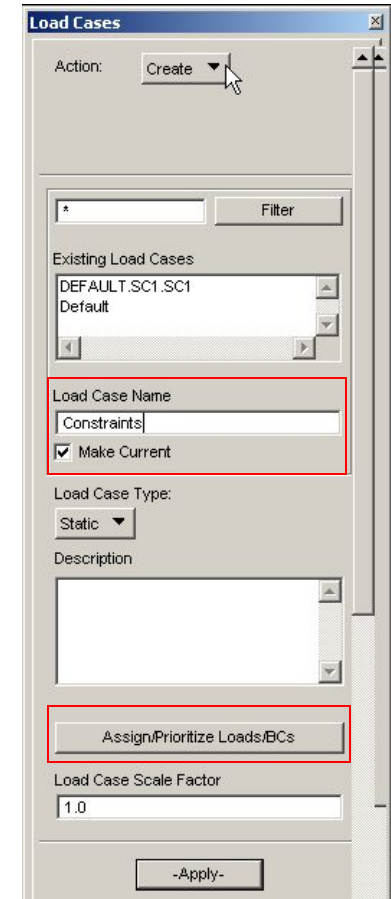 Load Cases
Action: Create
*
Filter
Existing Load Cases
DEFAULT.SC1.SC1
Default
Load Case Name
Constraints
Make Current
Load Case Type:
Static
Description
Assign/Prioritize Loads/BCs
Load Case Scale Factor
1.0
-Apply-